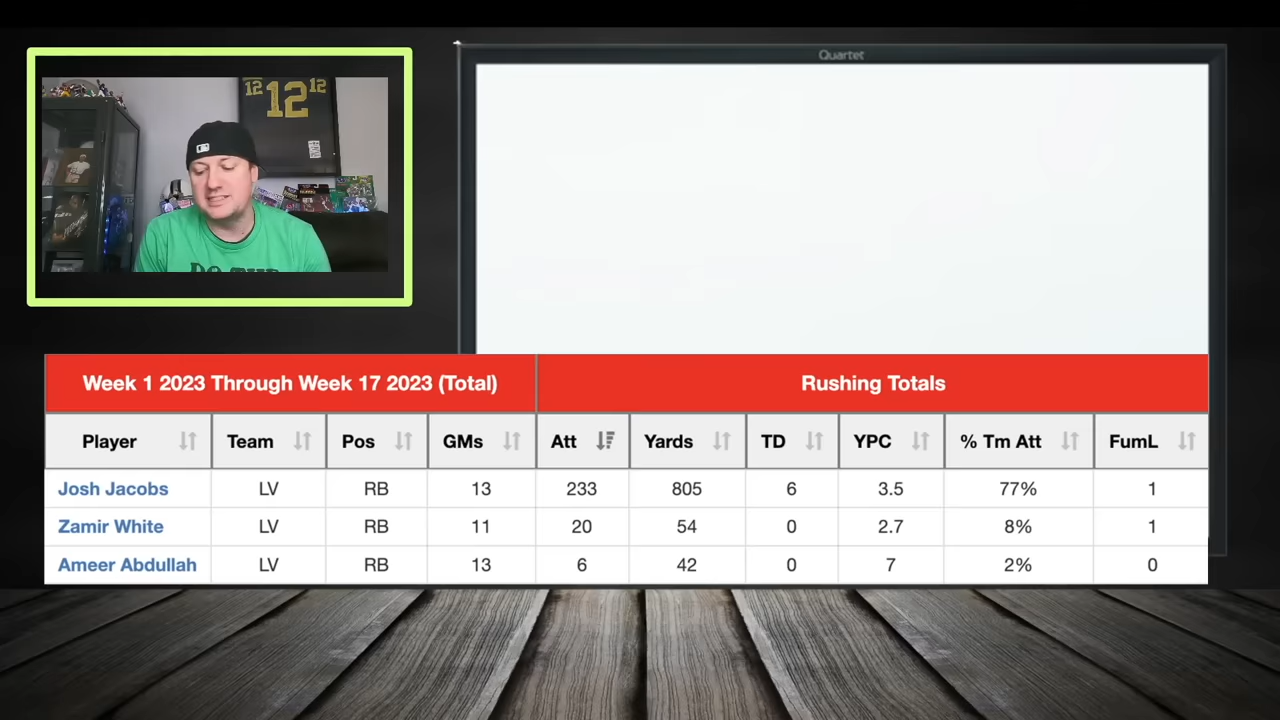 Quartet
12 12 12
Week 1 2023 Through Week 17 2023 (Total) Rushing Totals
Player Team Pos GMs Att Yards TD YPC % Tm Att FumL
Josh Jacobs LV RB 13 233 805 6 3.5 77% 1
Zamir White LV RB 11 20 54 0 2.7 8% 1
Ameer Abdullah LV RB 13 6 42 0 7 2% 0